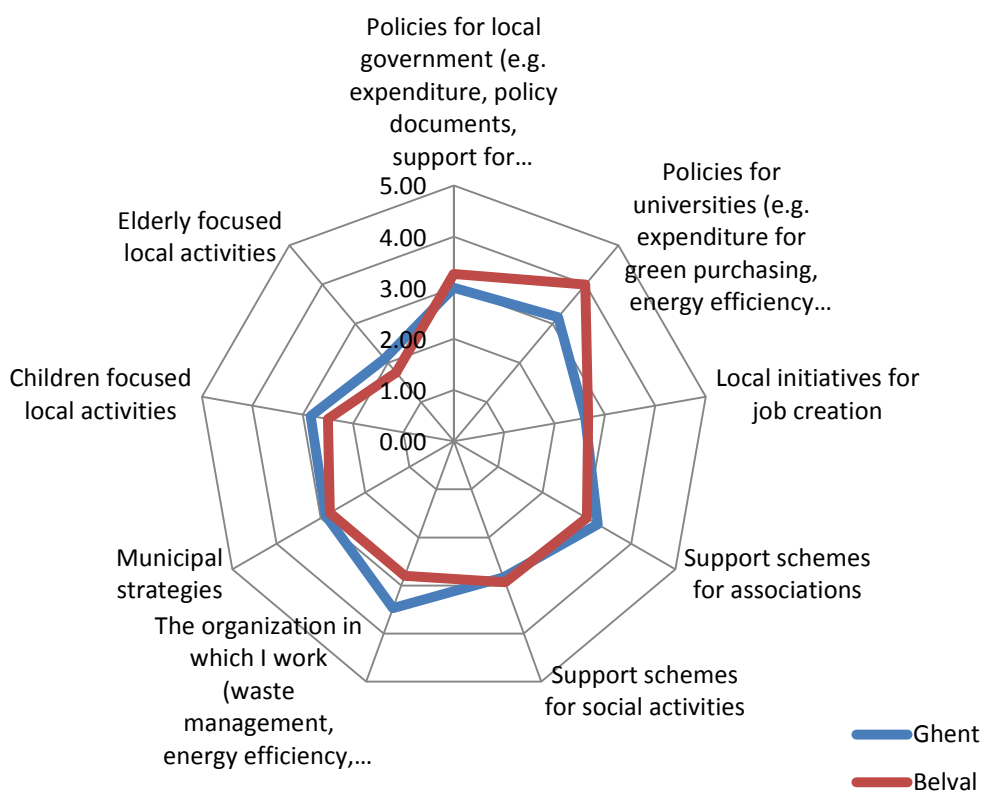 Policies for local
government (e.g.
expenditure, policy
documents,
support for...
Policies for
universities (e.g.
expenditure for
green purchasing,
energy efficiency...
Local initiatives for
job creation
Support schemes
for associations
Support schemes
for social activities
The organization in
which I work
(waste
management,
energy efficiency,...
Municipal
strategies
Children focused
local activities
Elderly focused
local activities
5.00
4.00
3.00
2.00
1.00
0.00
Ghent
Belval